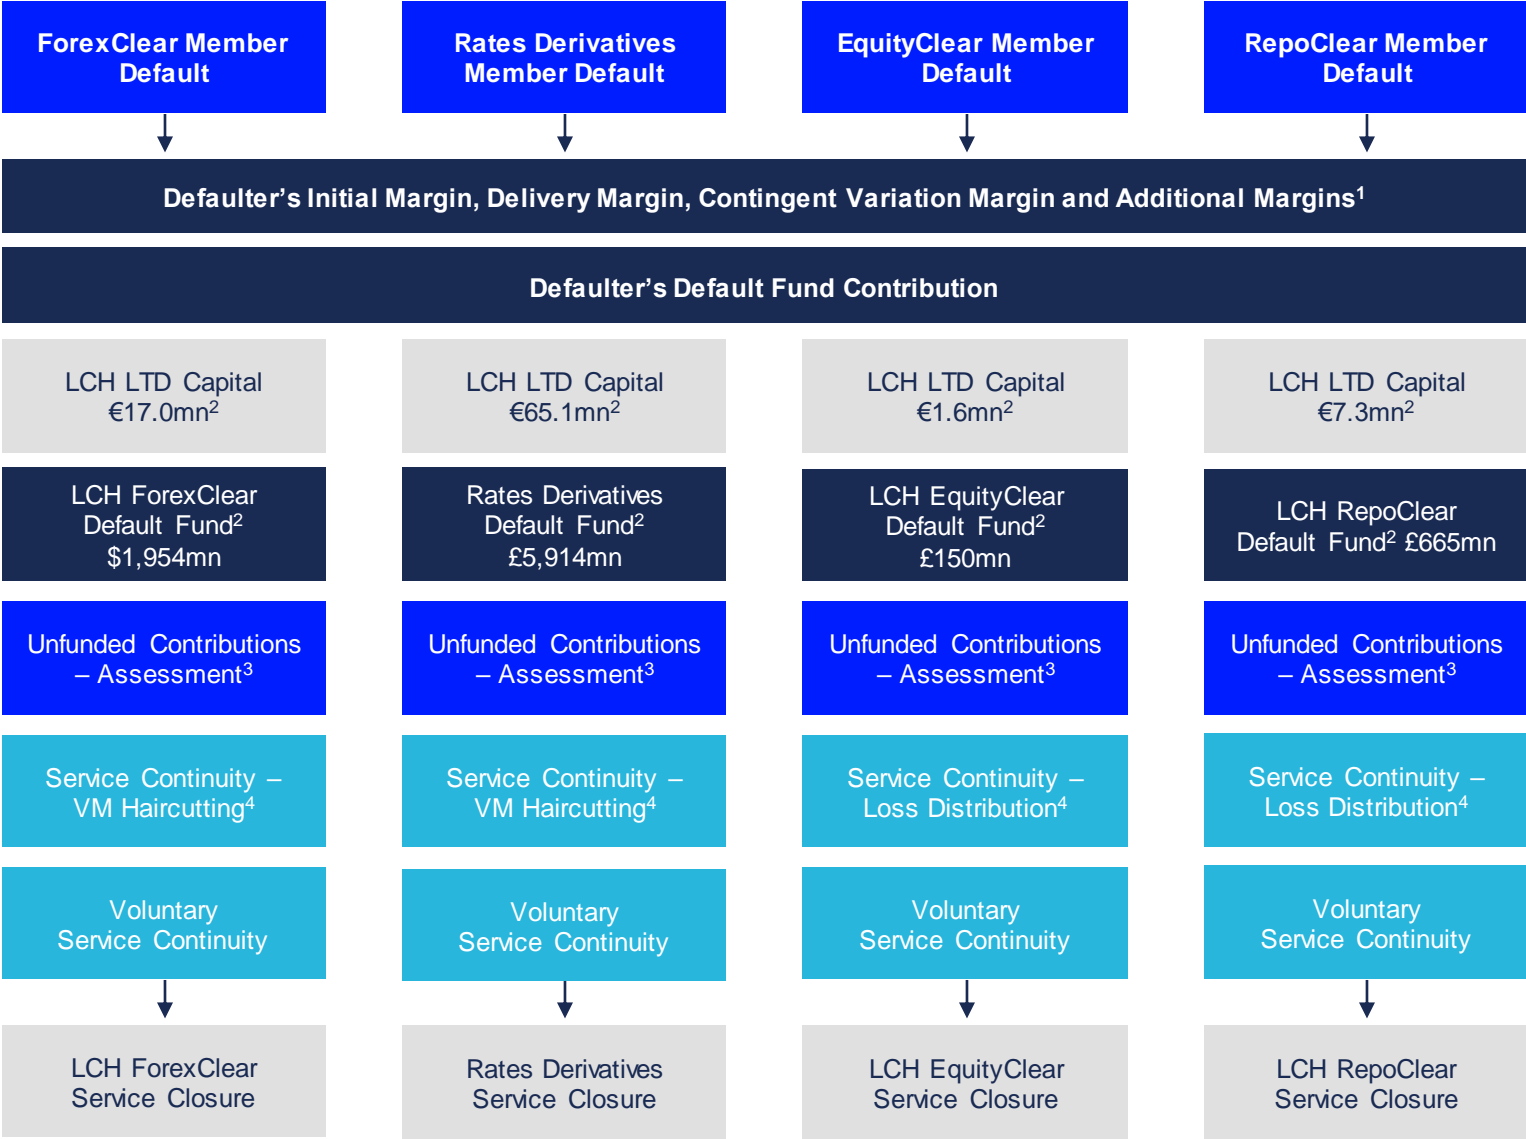 ForexClear Member
Default
Rates Derivatives
Member Default
EquityClear Member
Default
RepoClear Member
Default
Defaulter’s Initial Margin, Delivery Margin, Contingent Variation Margin and Additional Margins¹
Defaulter’s Default Fund Contribution
LCH LTD Capital
€17.0mn²
LCH LTD Capital
€65.1mn²
LCH LTD Capital
€1.6mn²
LCH LTD Capital
€7.3mn²
LCH ForexClear
Default Fund²
$1,954mn
Rates Derivatives
Default Fund²
£5,914mn
LCH EquityClear
Default Fund²
£150mn
LCH RepoClear
Default Fund² £665mn
Unfunded Contributions
– Assessment³
Unfunded Contributions
– Assessment³
Unfunded Contributions
– Assessment³
Unfunded Contributions
– Assessment³
Service Continuity –
VM Haircutting⁴
Service Continuity –
VM Haircutting⁴
Service Continuity –
Loss Distribution⁴
Service Continuity –
Loss Distribution⁴
Voluntary
Service Continuity
Voluntary
Service Continuity
Voluntary
Service Continuity
Voluntary
Service Continuity
LCH ForexClear
Service Closure
Rates Derivatives
Service Closure
LCH EquityClear
Service Closure
LCH RepoClear
Service Closure